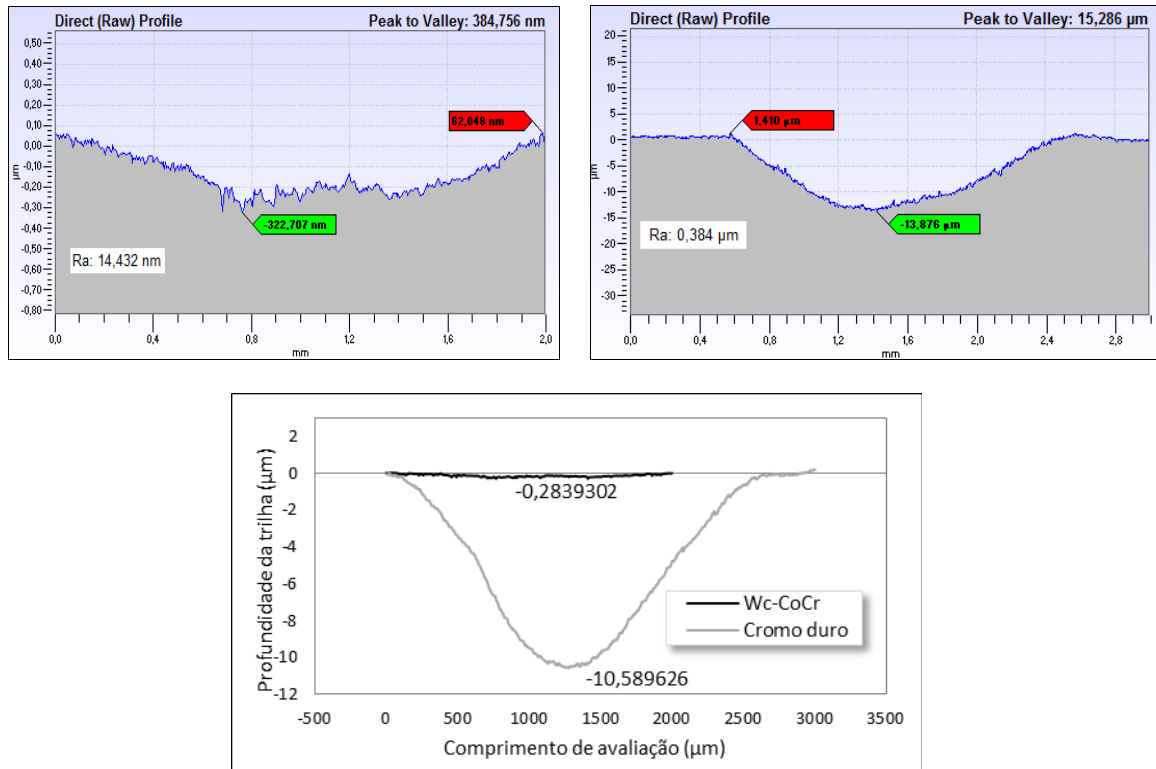 Direct (Raw) Profile Peak to Valley: 384,756 nm
0,50
0,40
0,30
0,20
0,10
62,048 nm
-0,00
µm
-0,10
-0,20
-0,30
-322,707 nm
-0,40
-0,50
-0,60
Ra: 14,432 nm
-0,70
-0,80
0,0 0,4 0,8 1,2 1,6 2,0
mm
Direct (Raw) Profile Peak to Valley: 15,286 µm
20
15
10
5
1,410 µm
0
µm
-5
-10
-15
-13,876 µm
Ra: 0,384 µm
-20
-25
-30
0,0 0,4 0,8 1,2 1,6 2,0 2,4 2,8
mm
Profundidade da trilha (µm)
2
0
-0,2839302
-2
-4
-6
Wc-CoCr
-8
Cromo duro
-10
-10,589626
-12
-500 0 500 1000 1500 2000 2500 3000 3500
Comprimento de avaliação (µm)